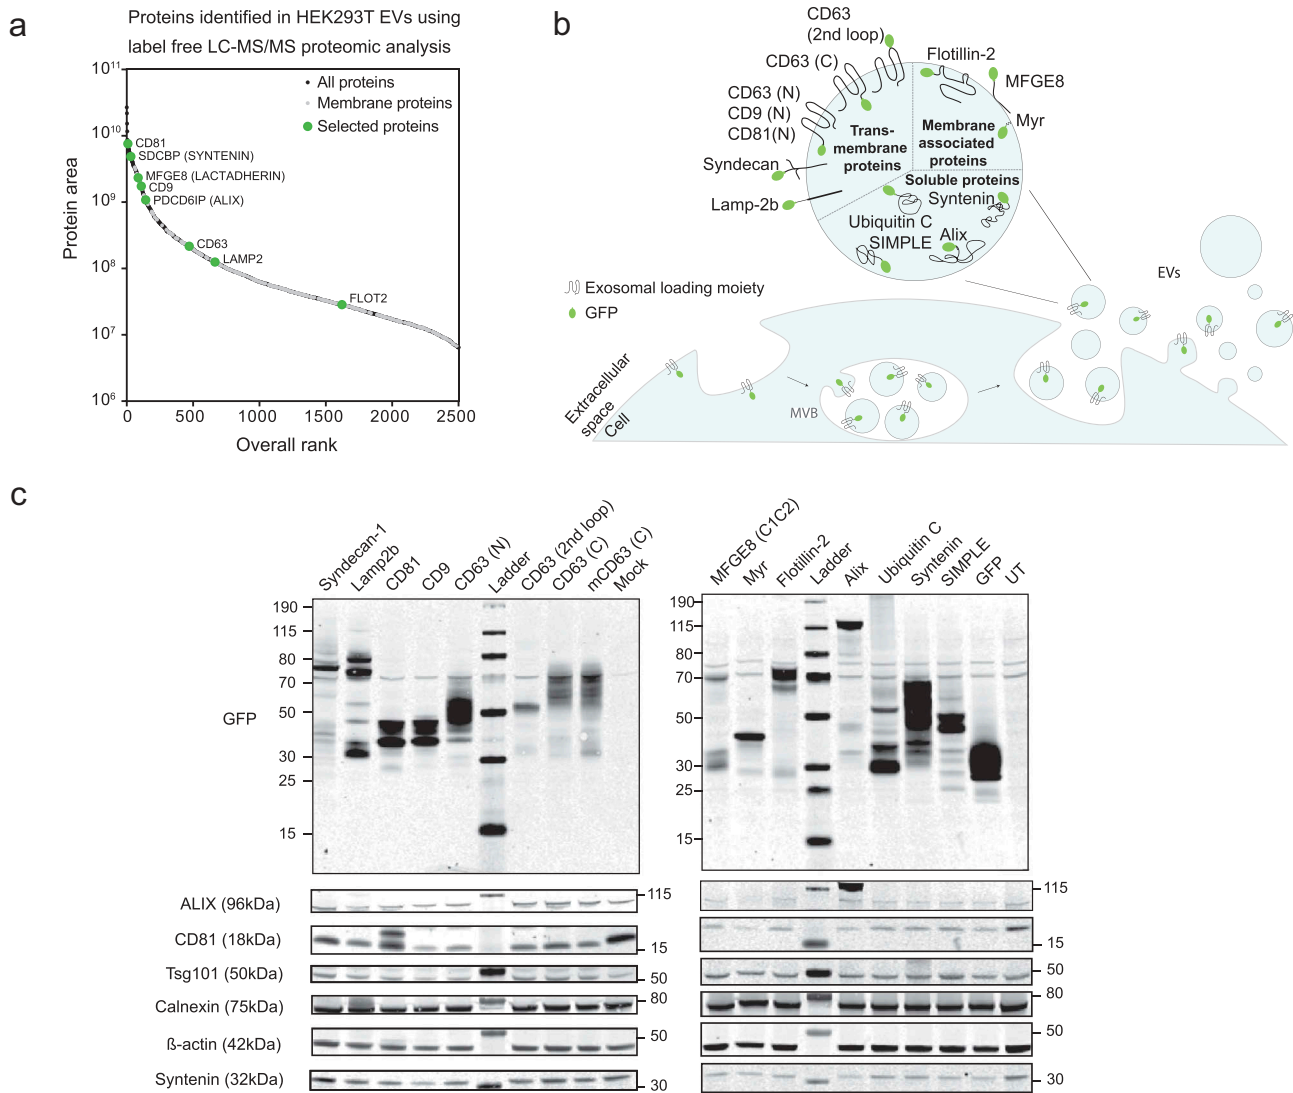 a
Proteins identified in HEK293T EVs using
label free LC-MS/MS proteomic analysis
10¹¹
10¹⁰
10⁹
10⁸
10⁷
10⁶
Protein area
All proteins
Membrane proteins
Selected proteins
CD81
SDCBP (SYNTENIN)
MFGE8 (LACTADHERIN)
CD9
PDCD6IP (ALIX)
CD63
LAMP2
FLOT2
0 500 1000 1500 2000 2500
Overall rank
b
CD63
(2nd loop)
CD63 (C)
CD63 (N)
CD9 (N)
CD81(N)
Syndecan
Lamp-2b
Flotillin-2
MFGE8
Myr
Trans-
membrane
proteins
Membrane
associated
proteins
Soluble proteins
Syntenin
Ubiquitin C
SIMPLE
Alix
Exosomal loading moiety
GFP
EVs
MVB
Extracellular
space
Cell
c
Syndecan-1
Lamp2b
CD81
CD9
CD63 (N)
Ladder
CD63 (2nd loop)
CD63 (C)
mCD63 (C)
Mock
190
115
80
70
50
30
25
15
GFP
MFGE8 (C1C2)
Myr
Flotillin-2
Ladder
Alix
Ubiquitin C
Syntenin
SIMPLE
GFP
UT
190
115
80
70
50
30
25
15
ALIX (96kDa) 115 115
CD81 (18kDa) 15 15
Tsg101 (50kDa) 50 50
Calnexin (75kDa) 80 80
ß-actin (42kDa) 50 50
Syntenin (32kDa) 30 30